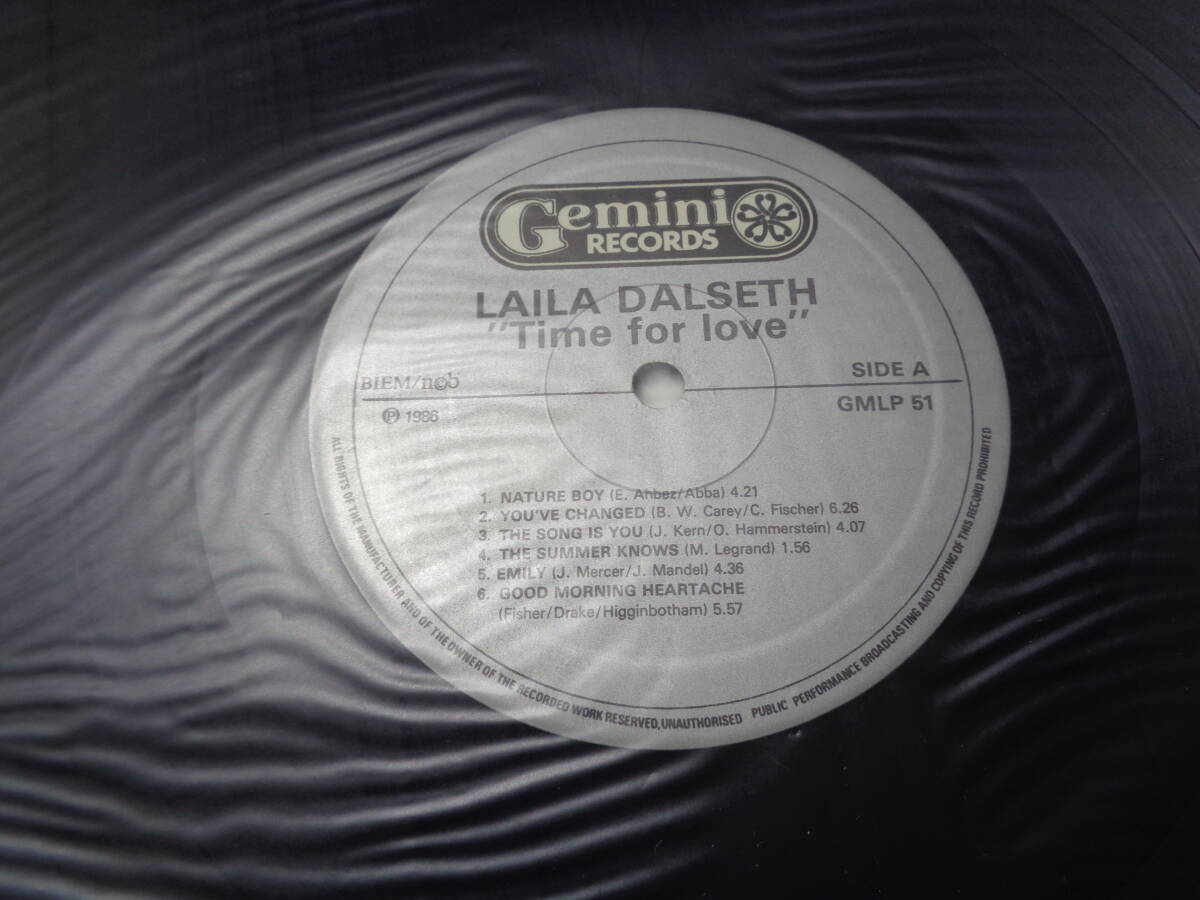 Gemini
RECORDS
LAILA DALSETH
"Time for love"
BIEM/ncb
SIDE A
℗ 1986
GMLP 51
1. NATURE BOY (E. Ahbez/Abba) 4.21
2. YOU'VE CHANGED (B. W. Carey/C. Fischer) 6.26
3. THE SONG IS YOU (J. Kern/O. Hammerstein) 4.07
4. THE SUMMER KNOWS (M. Legrand) 1.56
5. EMILY (J. Mercer/J. Mandel) 4.36
6. GOOD MORNING HEARTACHE
(Fisher/Drake/Higginbotham) 5.57
ALL RIGHTS OF THE MANUFACTURER AND OF THE OWNER OF THE RECORDED WORK RESERVED, UNAUTHORISED PUBLIC PERFORMANCE BROADCASTING AND COPYING OF THIS RECORD PROHIBITED